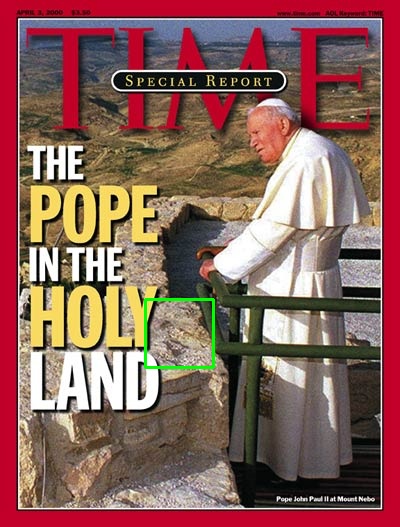 APRIL 3, 2000 $3.50 www.time.com AOL Keyword: TIME
TIME
SPECIAL REPORT
THE
POPE
IN THE
HOLY
LAND
Pope John Paul II at Mount Nebo